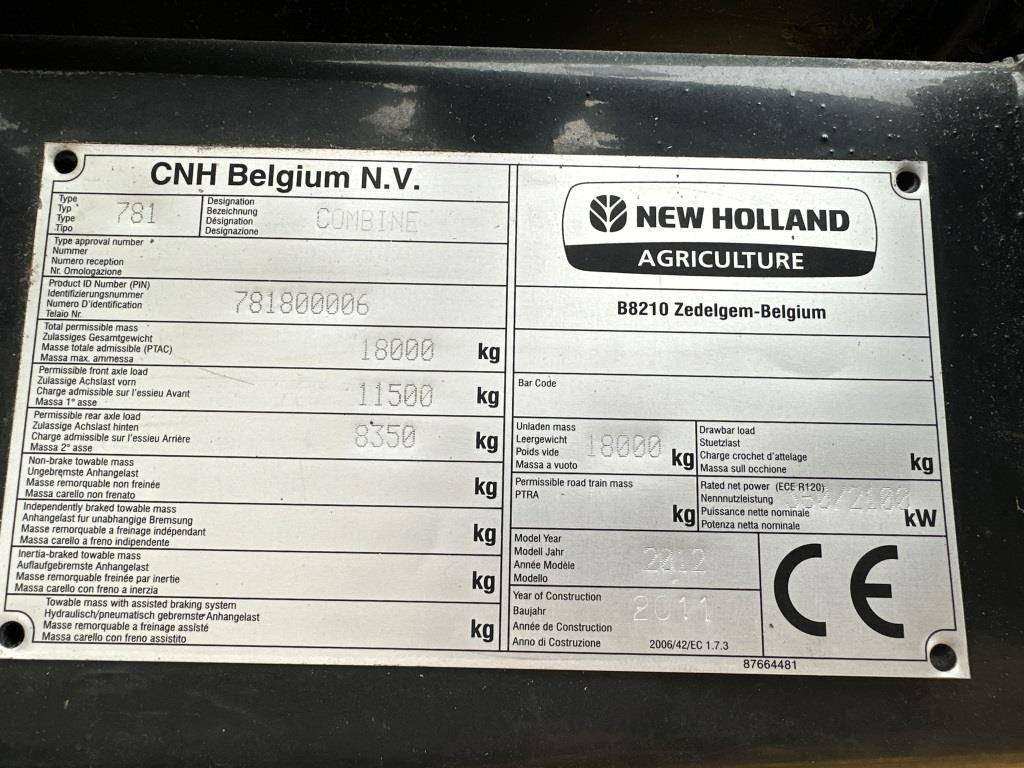 CNH Belgium N.V.
Type
Typ
Type
Tipo
781
Designation
Bezeichnung
Désignation
Designazione
COMBINE
Type approval number
Nummer
Numero reception
Nr. Omologazione
Product ID Number (PIN)
Identifizierungsnummer
Numero D'identification
Telaio Nr.
781800006
Total permissible mass
Zulassiges Gesamtgewicht
Masse totale admissible (PTAC)
Massa max. ammessa
18000 kg
Permissible front axle load
Zulassige Achslast vorn
Charge admissible sur l'essieu Avant
Massa 1° asse
11500 kg
Permissible rear axle load
Zulassige Achslast hinten
Charge admissible sur l'essieu Arrière
Massa 2° asse
8350 kg
Non-brake towable mass
Ungebremste Anhangelast
Masse remorquable non freinée
Massa carello non frenato
kg
Independently braked towable mass
Anhangelast fur unabhangige Bremsung
Masse remorquable a freinage indépendant
Massa carello a freno indipendente
kg
Inertia-braked towable mass
Auflaufgebremste Anhangelast
Masse remorquable freinée par inertie
Massa carello con freno a inerzia
kg
Towable mass with assisted braking system
Hydraulisch/pneumatisch gebremste Anhangelast
Masse remorquable a freinage assisté
Massa carello con freno assistito
kg
NEW HOLLAND
AGRICULTURE
B8210 Zedelgem-Belgium
Bar Code
Unladen mass
Leergewicht
Poids vide
Massa a vuoto
18000 kg
Drawbar load
Stuetzlast
Charge crochet d'attelage
Massa sull occhione
kg
Permissible road train mass
PTRA
kg
Rated net power (ECE R120)
Nennnutzleistung
Puissance nette nominale
Potenza netta nominale
/2100
kW
Model Year
Modell Jahr
Année Modèle
Modello
2012
Year of Construction
Baujahr
Année de Construction
Anno di Costruzione
2011
2006/42/EC 1.7.3
CE
87664481